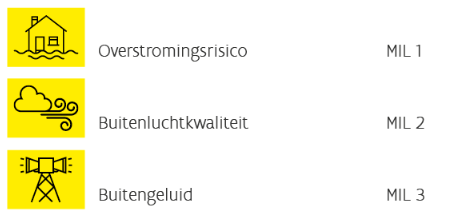 Overstromingsrisico MIL 1
Buitenluchtkwaliteit MIL 2
Buitengeluid MIL 3